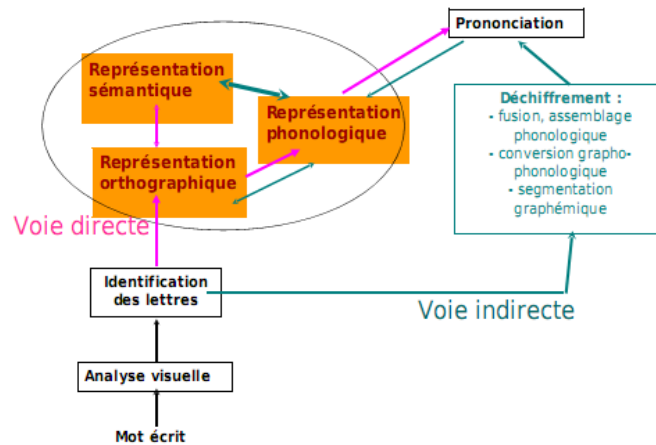 Prononciation
Représentation
sémantique
Représentation
phonologique
Déchiffrement :
- fusion, assemblage
phonologique
- conversion grapho-
phonologique
- segmentation
graphémique
Représentation
orthographique
Voie directe
Identification
des lettres
Voie indirecte
Analyse visuelle
Mot écrit